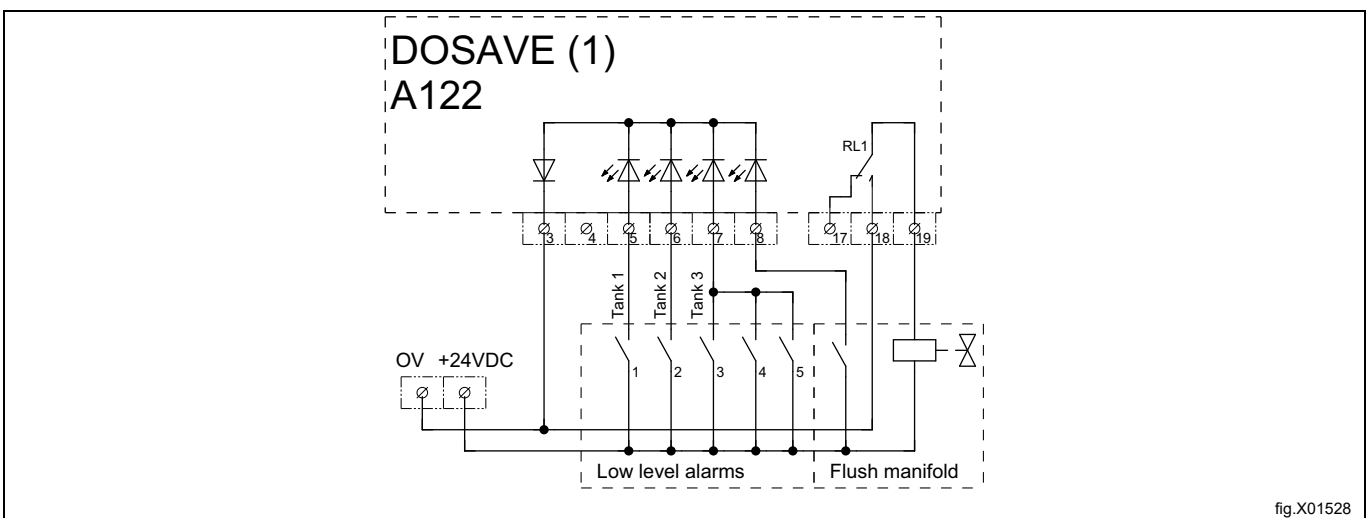 DOSAVE (1)
A122
RL1
3 4 5 6 7 8 17 18 19
Tank 1
Tank 2
Tank 3
OV +24VDC
1 2 3 4 5
Low level alarms
Flush manifold
fig.X01528